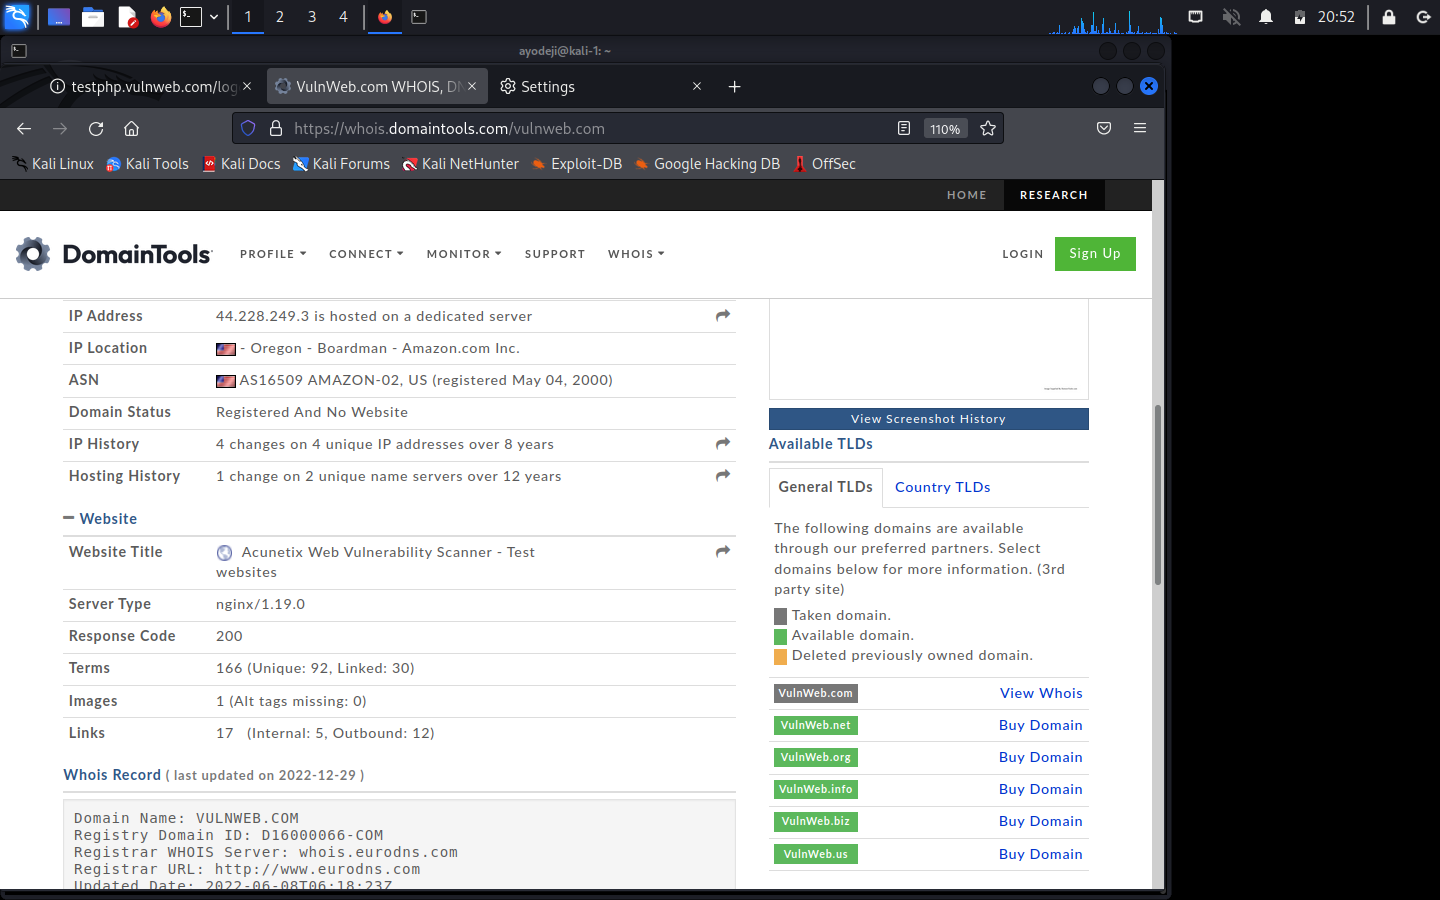 1 2 3 4
20:52
ayodeji@kali-1: ~
testphp.vulnweb.com/log
VulnWeb.com WHOIS, DN
Settings
https://whois.domaintools.com/vulnweb.com
110%
Kali Linux
Kali Tools
Kali Docs
Kali Forums
Kali NetHunter
Exploit-DB
Google Hacking DB
OffSec
HOME
RESEARCH
DomainTools
PROFILE
CONNECT
MONITOR
SUPPORT
WHOIS
LOGIN
Sign Up
IP Address 44.228.249.3 is hosted on a dedicated server
IP Location - Oregon - Boardman - Amazon.com Inc.
ASN AS16509 AMAZON-02, US (registered May 04, 2000)
Domain Status Registered And No Website
IP History 4 changes on 4 unique IP addresses over 8 years
Hosting History 1 change on 2 unique name servers over 12 years
Website
Website Title Acunetix Web Vulnerability Scanner - Test
websites
Server Type nginx/1.19.0
Response Code 200
Terms 166 (Unique: 92, Linked: 30)
Images 1 (Alt tags missing: 0)
Links 17 (Internal: 5, Outbound: 12)
Whois Record ( last updated on 2022-12-29 )
Domain Name: VULNWEB.COM
Registry Domain ID: D16000066-COM
Registrar WHOIS Server: whois.eurodns.com
Registrar URL: http://www.eurodns.com
Updated Date: 2022-06-08T06:18:23Z
View Screenshot History
Available TLDs
General TLDs
Country TLDs
The following domains are available
through our preferred partners. Select
domains below for more information. (3rd
party site)
Taken domain.
Available domain.
Deleted previously owned domain.
VulnWeb.com View Whois
VulnWeb.net Buy Domain
VulnWeb.org Buy Domain
VulnWeb.info Buy Domain
VulnWeb.biz Buy Domain
VulnWeb.us Buy Domain